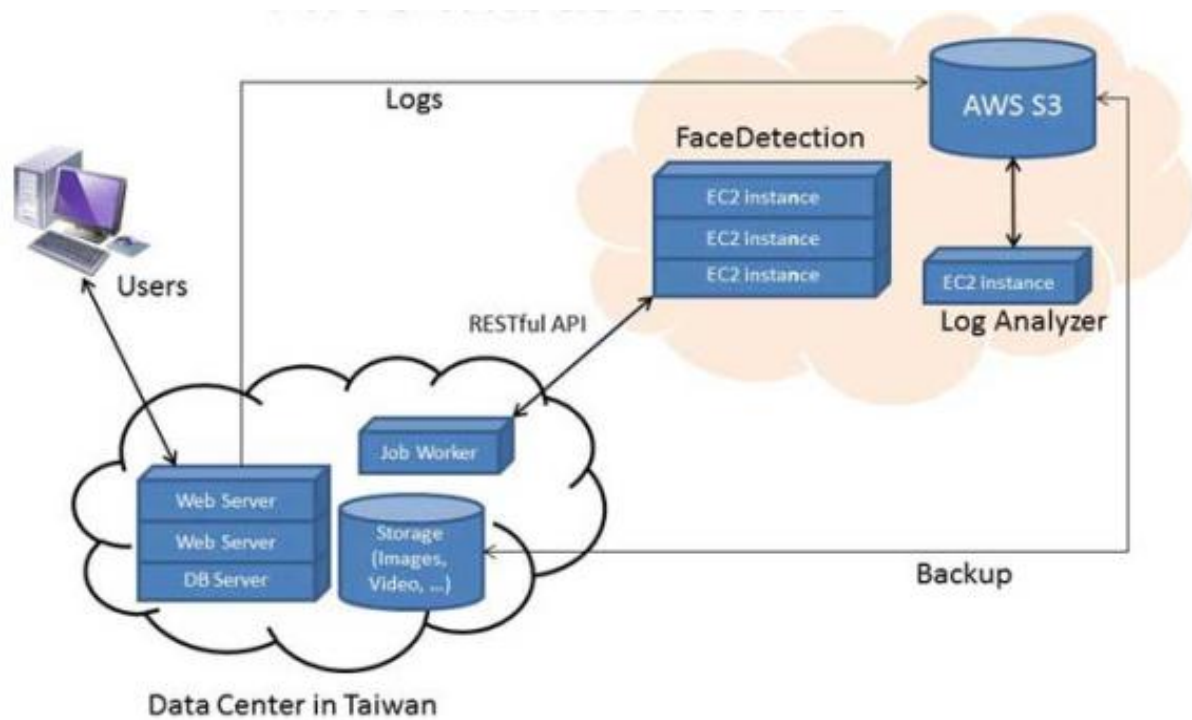 Logs
AWS S3
FaceDetection
EC2 instance
EC2 instance
EC2 instance
EC2 instance
Log Analyzer
Users
RESTful API
Job Worker
Web Server
Web Server
DB Server
Storage
(Images,
Video, ...)
Backup
Data Center in Taiwan